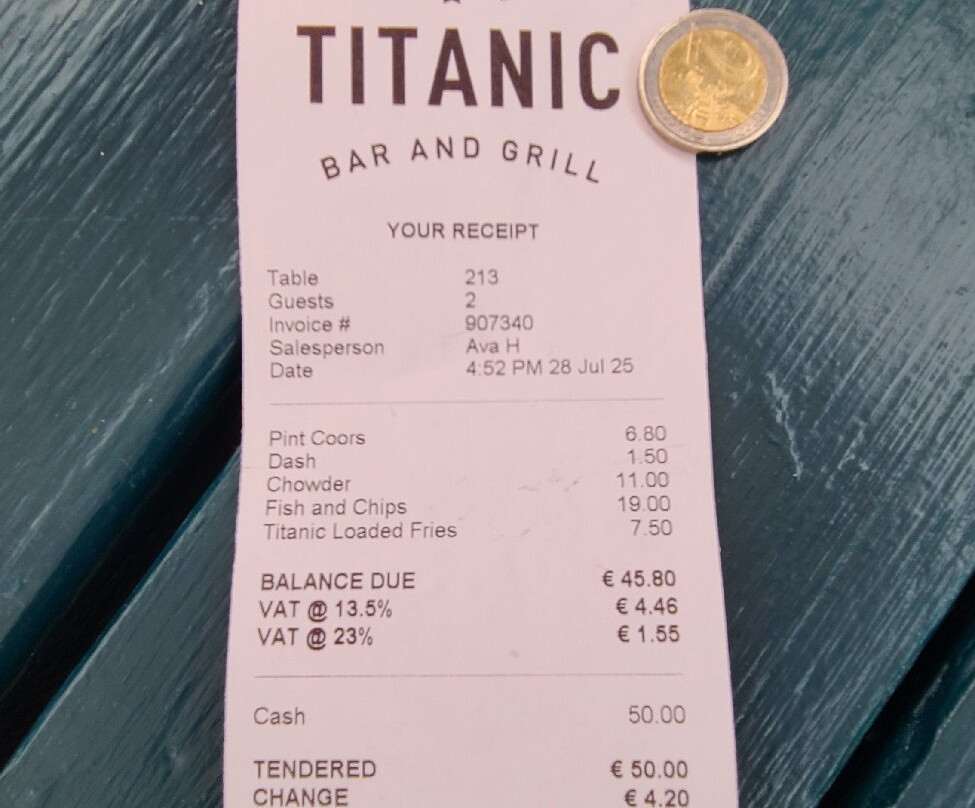 TITANIC
BAR AND GRILL
YOUR RECEIPT
Table 213
Guests 2
Invoice # 907340
Salesperson Ava H
Date 4:52 PM 28 Jul 25
Pint Coors 6.80
Dash 1.50
Chowder 11.00
Fish and Chips 19.00
Titanic Loaded Fries 7.50
BALANCE DUE € 45.80
VAT @ 13.5% € 4.46
VAT @ 23% € 1.55
Cash 50.00
TENDERED € 50.00
CHANGE € 4.20